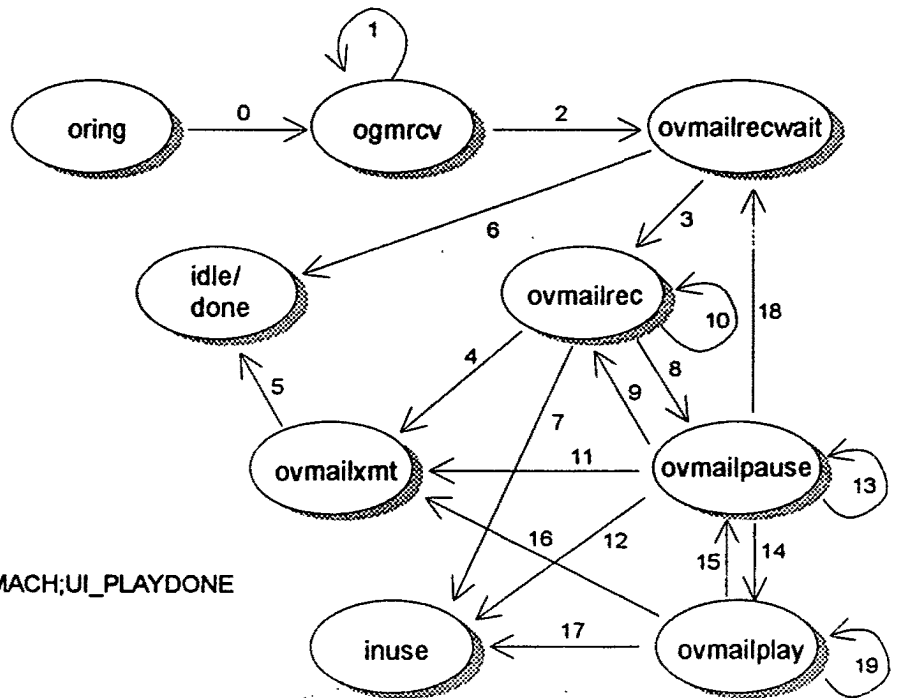 1
oring
0
ogmrcv
2
ovmailrecwait
6
3
idle/
done
ovmailrec
10
18
5
4
7
8
9
ovmailxmt
11
ovmailpause
13
16
12
15
14
MACH;UI_PLAYDONE
inuse
17
ovmailplay
19